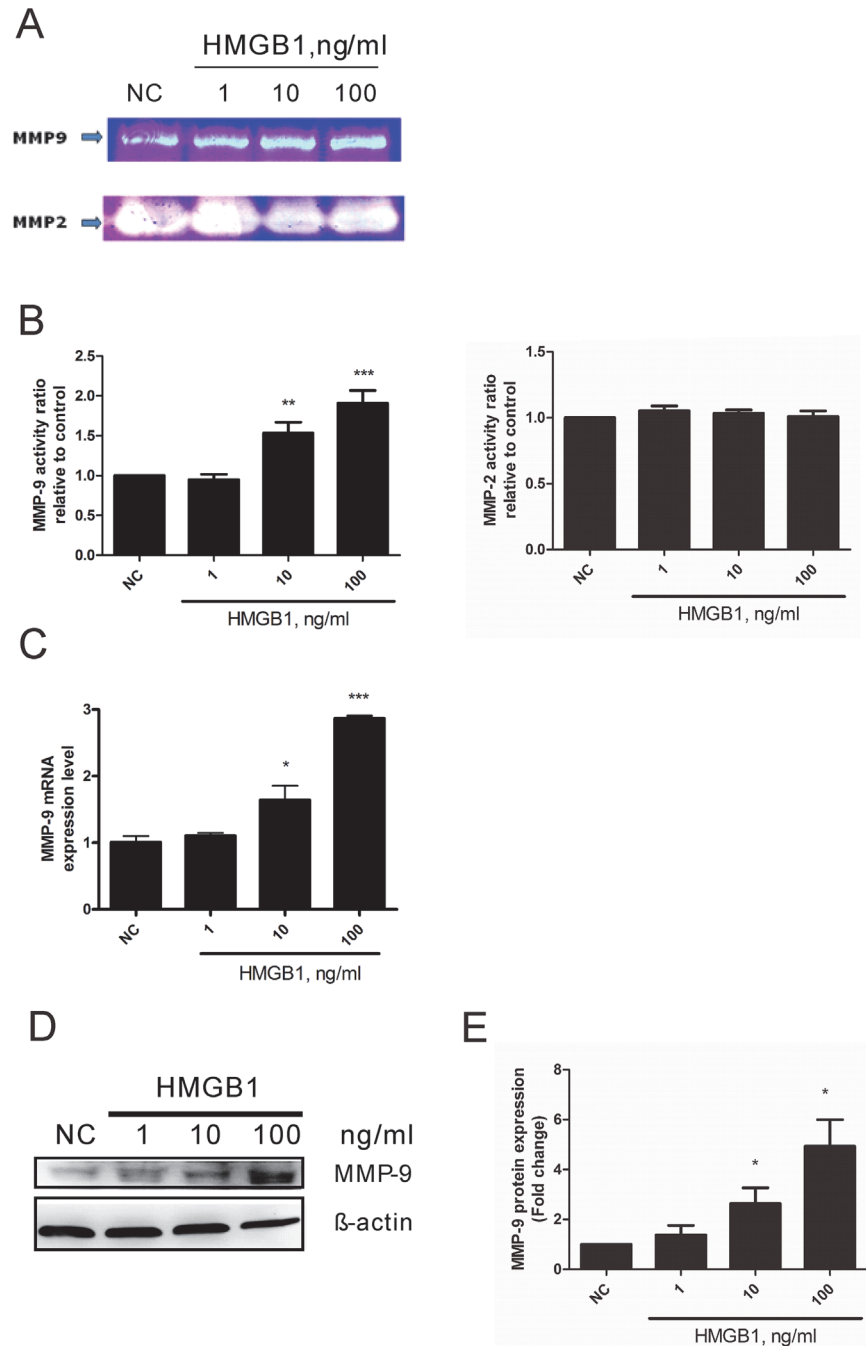 A
HMGB1,ng/ml
NC 1 10 100
MMP9
MMP2
B
MMP-9 activity ratio
relative to control
2.5
2.0
1.5
1.0
0.5
0.0
**
***
NC 1 10 100
HMGB1, ng/ml
MMP-2 activity ratio
relative to control
1.5
1.0
0.5
0.0
NC 1 10 100
HMGB1, ng/ml
C
MMP-9 mRNA
expression level
3
2
1
0
*
***
NC 1 10 100
HMGB1, ng/ml
D
HMGB1
NC 1 10 100 ng/ml
MMP-9
ß-actin
E
MMP-9 protein expression
(Fold change)
8
6
4
2
0
*
*
NC 1 10 100
HMGB1, ng/ml